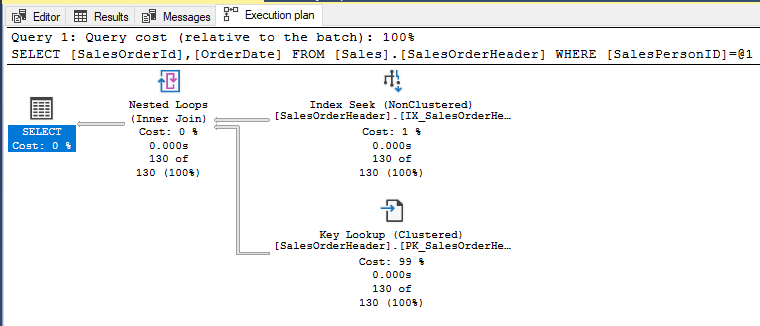 Editor Results Messages Execution plan
Query 1: Query cost (relative to the batch): 100%
SELECT [SalesOrderId],[OrderDate] FROM [Sales].[SalesOrderHeader] WHERE [SalesPersonID]=@1
SELECT
Cost: 0 %
Nested Loops
(Inner Join)
Cost: 0 %
0.000s
130 of
130 (100%)
Index Seek (NonClustered)
[SalesOrderHeader].[IX_SalesOrderHe…
Cost: 1 %
0.000s
130 of
130 (100%)
Key Lookup (Clustered)
[SalesOrderHeader].[PK_SalesOrderHe…
Cost: 99 %
0.000s
130 of
130 (100%)